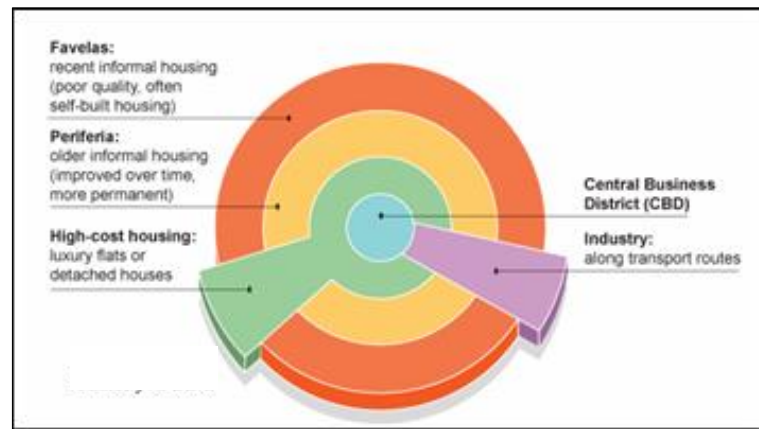 Favelas:
recent informal housing
(poor quality, often
self-built housing)
Periferia:
older informal housing
(improved over time,
more permanent)
High-cost housing:
luxury flats or
detached houses
Central Business
District (CBD)
Industry:
along transport routes